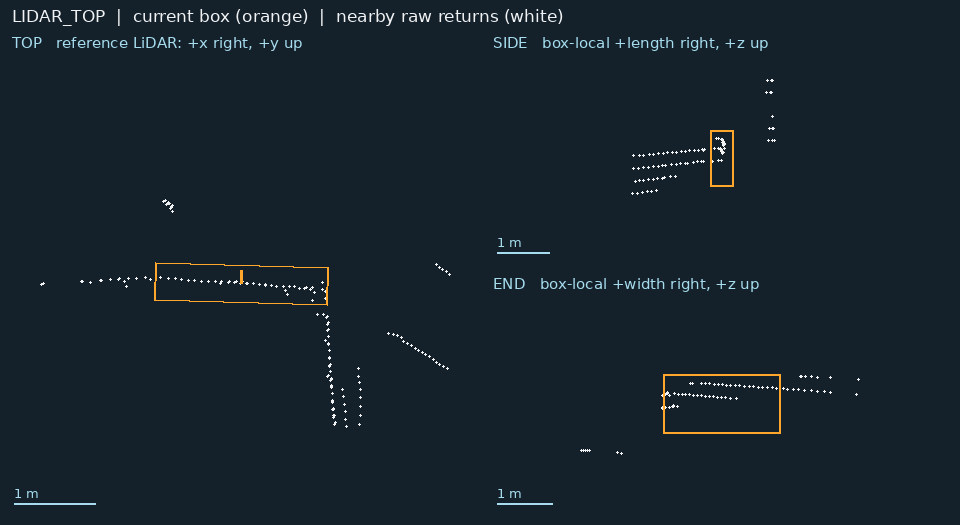 LIDAR_TOP | current box (orange) | nearby raw returns (white)
TOP reference LiDAR: +x right, +y up
SIDE box-local +length right, +z up
1 m
END box-local +width right, +z up
1 m
1 m